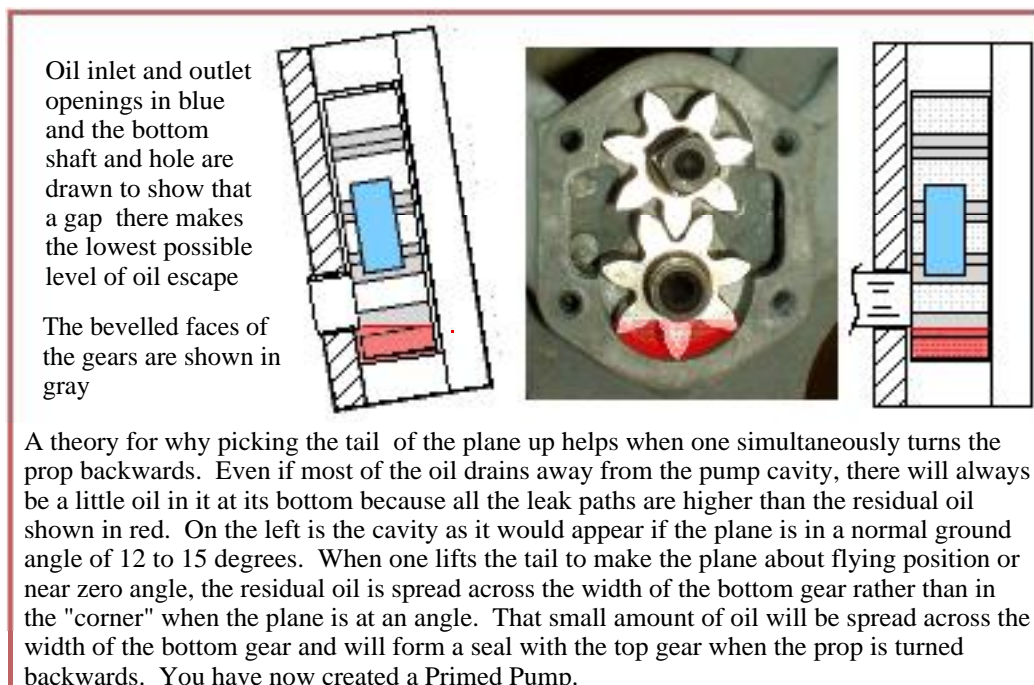 Oil inlet and outlet
openings in blue
and the bottom
shaft and hole are
drawn to show that
a gap there makes
the lowest possible
level of oil escape
The bevelled faces of
the gears are shown in
gray
A theory for why picking the tail of the plane up helps when one simultaneously turns the
prop backwards. Even if most of the oil drains away from the pump cavity, there will always
be a little oil in it at its bottom because all the leak paths are higher than the residual oil
shown in red. On the left is the cavity as it would appear if the plane is in a normal ground
angle of 12 to 15 degrees. When one lifts the tail to make the plane about flying position or
near zero angle, the residual oil is spread across the width of the bottom gear rather than in
the "corner" when the plane is at an angle. That small amount of oil will be spread across the
width of the bottom gear and will form a seal with the top gear when the prop is turned
backwards. You have now created a Primed Pump.